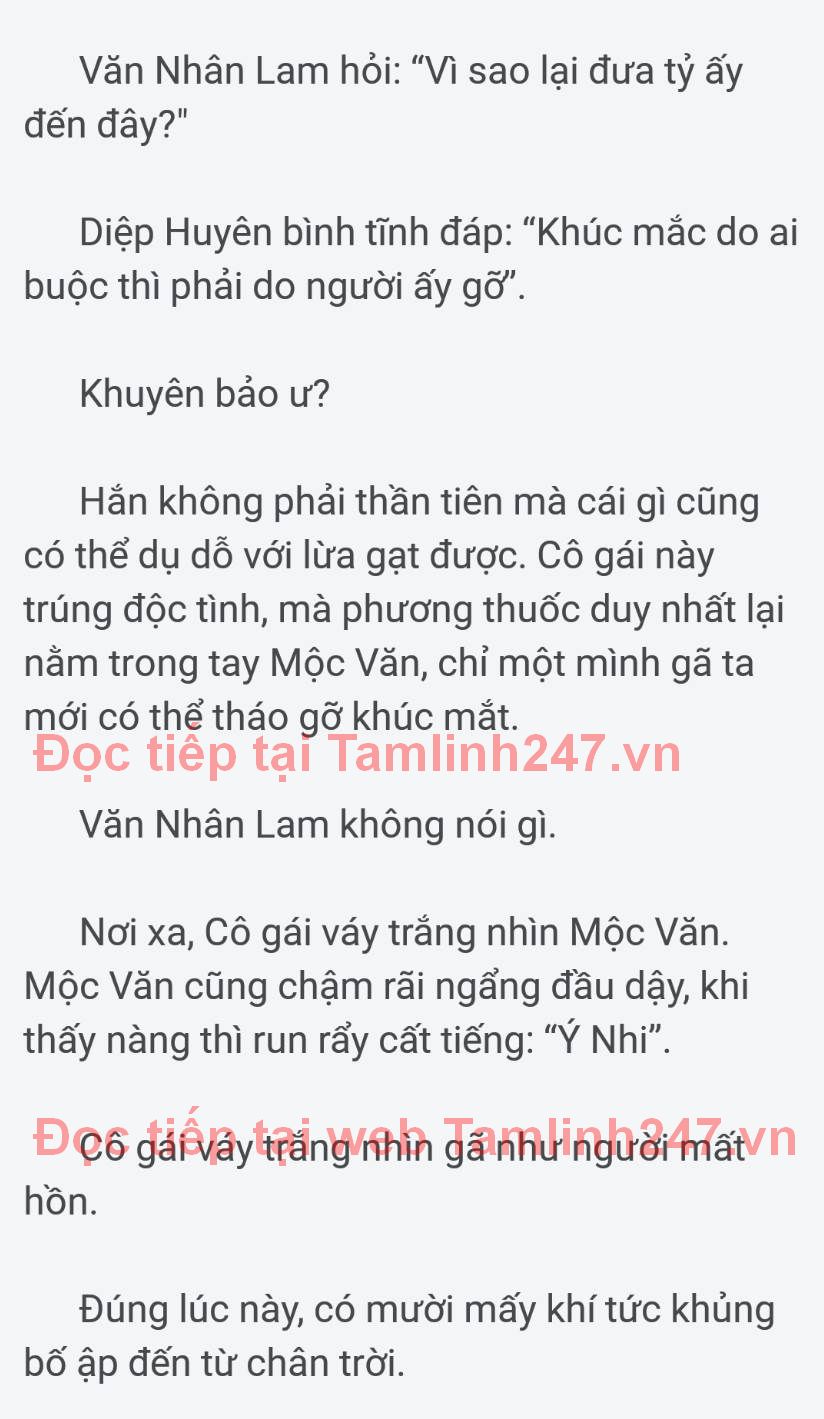 Văn Nhân Lam hỏi: “Vì sao lại đưa tỷ ấy
đến đây?"
Diệp Huyên bình tĩnh đáp: “Khúc mắc do ai
buộc thì phải do người ấy gỡ”.
Khuyên bảo ư?
Hắn không phải thần tiên mà cái gì cũng
có thể dụ dỗ với lừa gạt được. Cô gái này
trúng độc tình, mà phương thuốc duy nhất lại
nằm trong tay Mộc Văn, chỉ một mình gã ta
mới có thể tháo gỡ khúc mắt.
Đọc tiếp tại Tamlinh247.vn
Văn Nhân Lam không nói gì.
Nơi xa, Cô gái váy trắng nhìn Mộc Văn.
Mộc Văn cũng chậm rãi ngẩng đầu dậy, khi
thấy nàng thì run rẩy cất tiếng: “Ý Nhi”.
Đọc tiếp tại web Tamlinh247.vn
Cô gái váy trắng nhìn gã như người mất
hồn.
Đúng lúc này, có mười mấy khí tức khủng
bố ập đến từ chân trời.